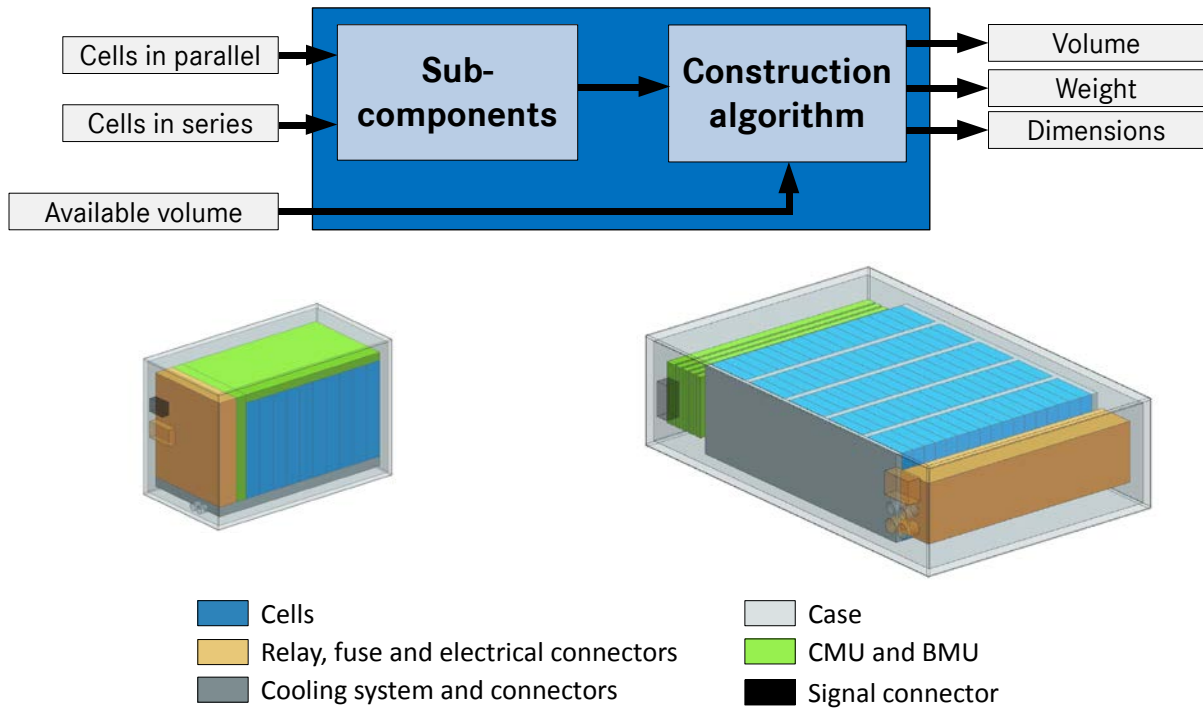 Cells in parallel
Cells in series
Available volume
Sub-
components
Construction
algorithm
Volume
Weight
Dimensions
Cells
Relay, fuse and electrical connectors
Cooling system and connectors
Case
CMU and BMU
Signal connector